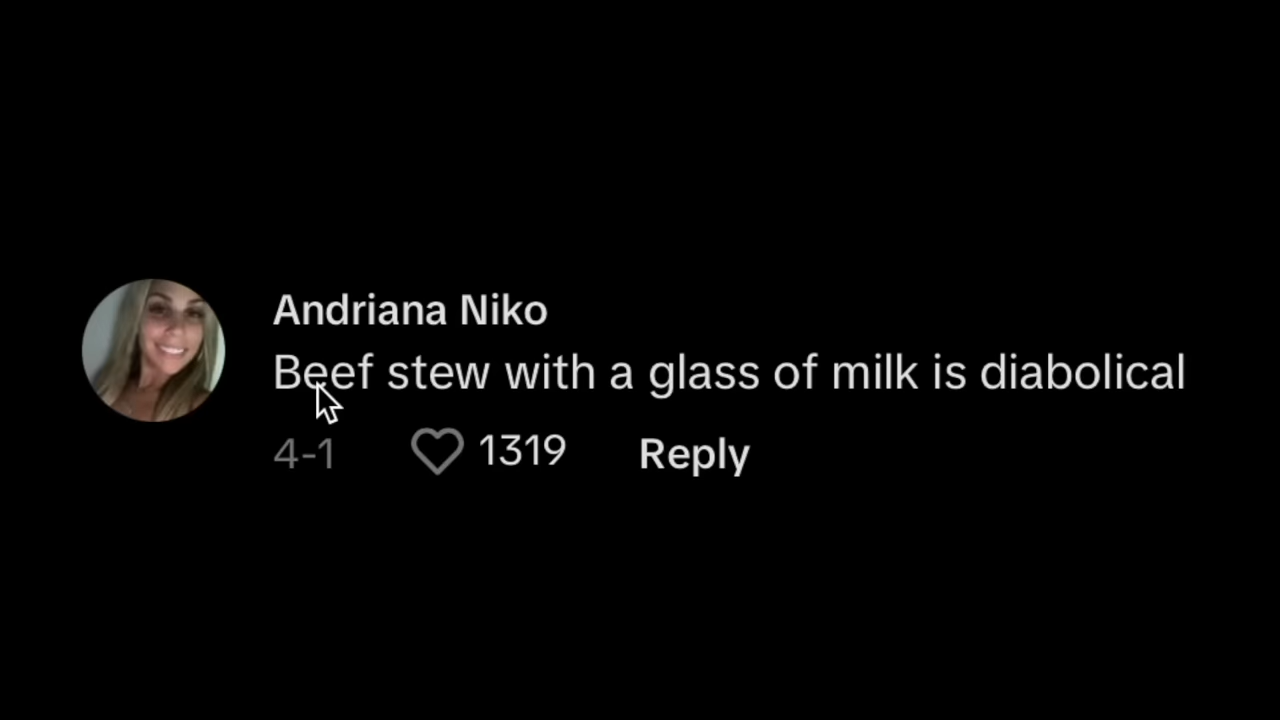 Andriana Niko
Beef stew with a glass of milk is diabolical
4-1 1319 Reply